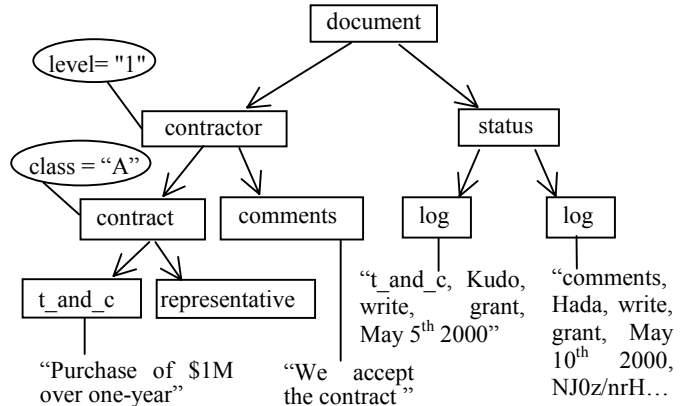 document
level= "1"
contractor
status
class = “A”
contract
comments
log
log
t_and_c
representative
“t_and_c, Kudo,
write, grant,
May 5th 2000”
“comments,
Hada, write,
grant, May
10th 2000,
NJ0z/nrH…
“Purchase of $1M
over one-year”
“We accept
the contract ”